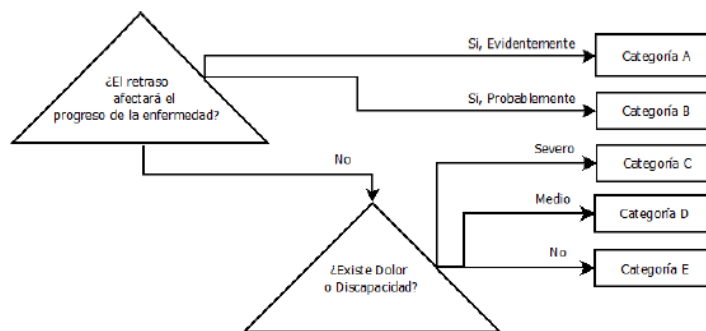 Si, Evidentemente
Categoría A
¿El retraso
afectará el
progreso de la enfermedad?
Si, Probablemente
Categoría B
No
Severo
Categoría C
Medio
Categoría D
¿Existe Dolor
o Discapacidad?
No
Categoría E